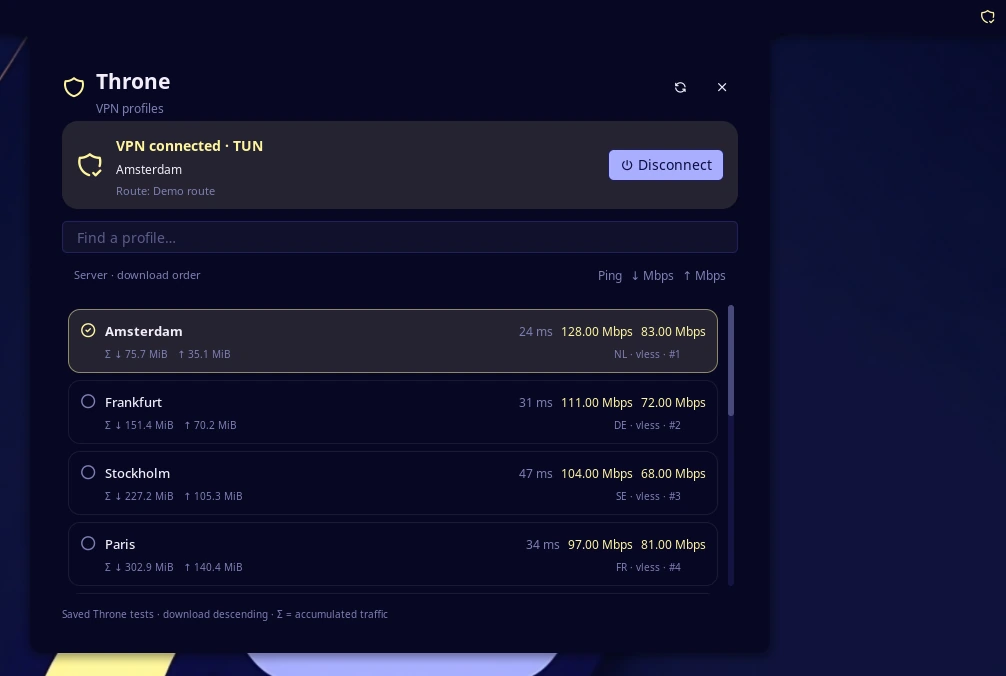 Throne
VPN profiles
VPN connected · TUN
Amsterdam
Route: Demo route
Disconnect
Find a profile...
Server · download order
Ping ↓ Mbps ↑ Mbps
Amsterdam 24 ms 128.00 Mbps 83.00 Mbps
Σ ↓ 75.7 MiB ↑ 35.1 MiB NL · vless · #1
Frankfurt 31 ms 111.00 Mbps 72.00 Mbps
Σ ↓ 151.4 MiB ↑ 70.2 MiB DE · vless · #2
Stockholm 47 ms 104.00 Mbps 68.00 Mbps
Σ ↓ 227.2 MiB ↑ 105.3 MiB SE · vless · #3
Paris 34 ms 97.00 Mbps 81.00 Mbps
Σ ↓ 302.9 MiB ↑ 140.4 MiB FR · vless · #4
Saved Throne tests · download descending · Σ = accumulated traffic